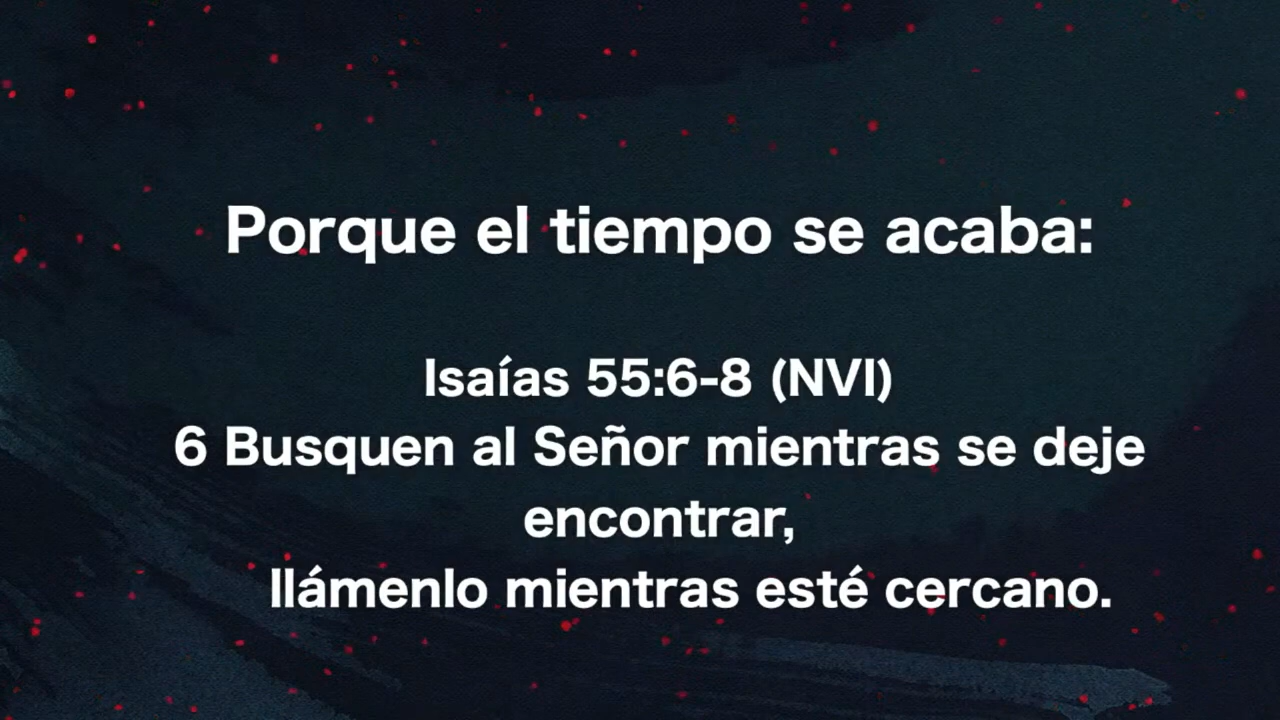 Porque el tiempo se acaba:
Isaías 55:6-8 (NVI)
6 Busquen al Señor mientras se deje
encontrar,
llámenlo mientras esté cercano.